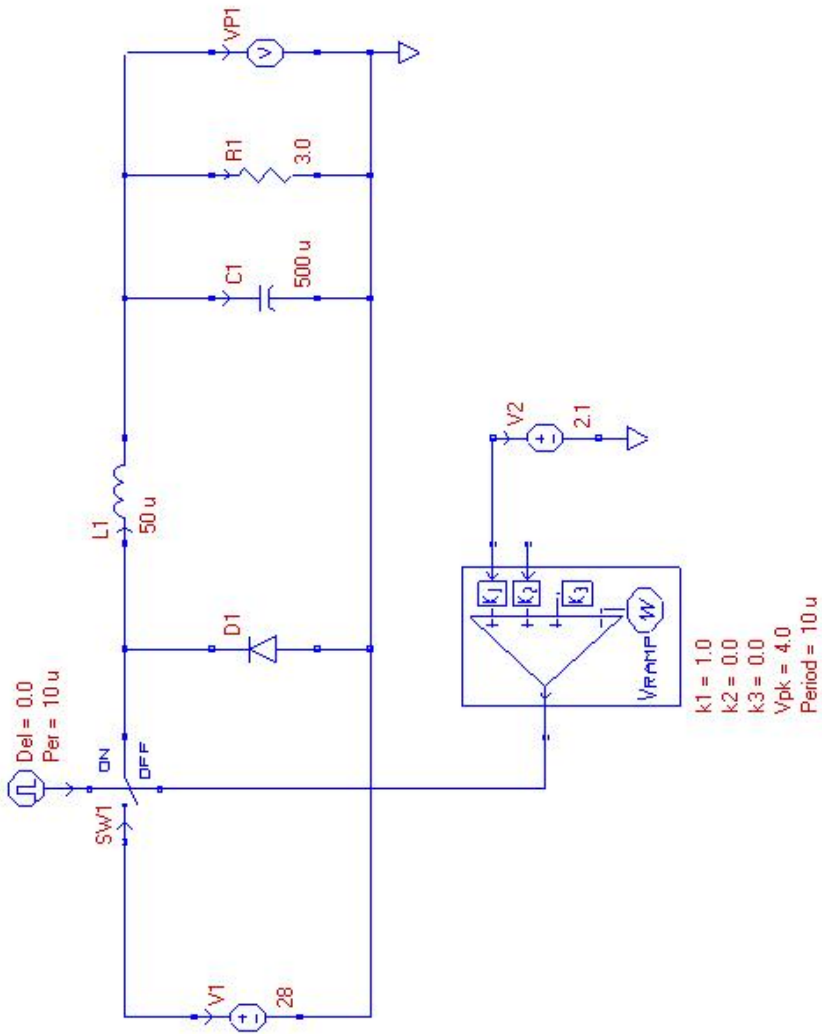 Del = 0.0
Per = 10 u
ON
OFF
SW1
V1
28
D1
L1
50 u
C1
500 u
R1
3.0
VP1
V
V2
2.1
K1
K2
K3
VRAMP
W
k1 = 1.0
k2 = 0.0
k3 = 0.0
Vpk = 4.0
Period = 10 u